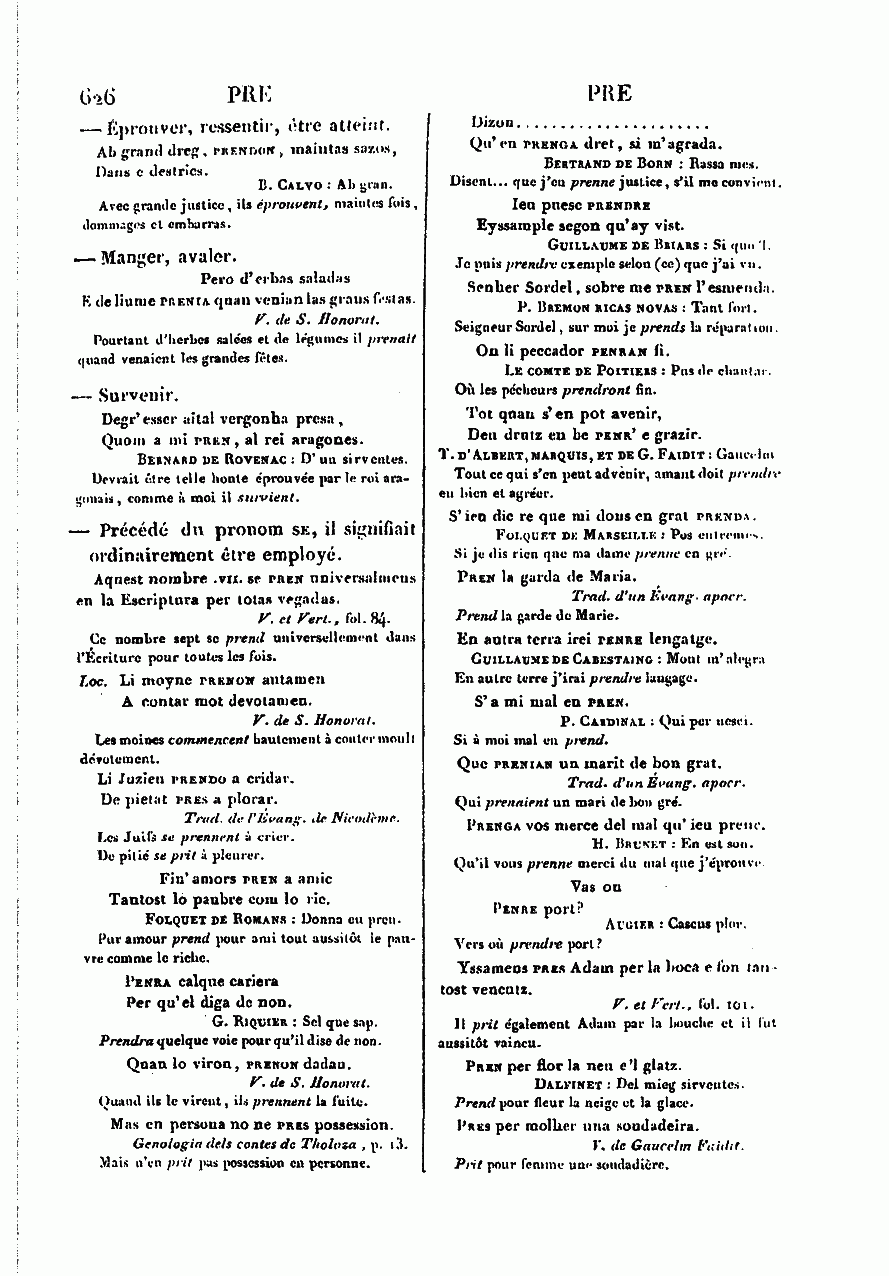 626 PRE PRE
— Éprouver, ressentir, être atteint.
Ab grand dreg, PRENDON, maintas sazos,
Dans e destrics.
B. CALVO : Ab gran.
Avec grande justice, ils éprouvent, maintes fois,
dommages et embarras.
— Manger, avaler.
Pero d'erbas saladas
E de liume PRENIA quan venian las grans festas.
V. de S. Honorat.
Pourtant d'herbes salées et de légumes il prenait
quand venaient les grandes fêtes.
— Survenir.
Degr' esser aital vergonha presa,
Quom a mi PREN, al rei aragones.
BERNARD DE ROVENAC : D'un sirventes.
Devrait être telle honte éprouvée par le roi ara-
gonais, comme à moi il survient.
— Précédé du pronom SE, il signifiait
ordinairement être employé.
Aquest nombre .VII. se PREN universalmens
en la Escriptura per totas vegadas.
V. et Vert., fol. 84.
Ce nombre sept se prend universellement dans
l'Écriture pour toutes les fois.
Loc. Li moyne PRENON autamen
A contar mot devotamen.
V. de S. Honorat.
Les moines commencent hautement à conter moult
dévotement.
Li Juzieu PRENDO a cridar.
De pietat PRES a plorar.
Trad. de l'Évang. de Nicodème.
Les Juifs se prennent à crier.
De pitié se prit à pleurer.
Fin' amors PREN a amic
Tantost lo paubre com lo ric.
FOLQUET DE ROMANS : Donna eu pren.
Pur amour prend pour ami tout aussitôt le pau-
vre comme le riche.
PENRA calque cariera
Per qu'el diga de non.
G. RIQUIER : Sel que sap.
Prendra quelque voie pour qu'il dise de non.
Quan lo viron, PRENON dadau.
V. de S. Honorat.
Quand ils le virent, ils prennent la fuite.
Mas en persona no ne PRES possession.
Genologia dels contes de Tholoza, p. 13.
Mais n'en prit pas possession en personne.
Dizon......................
Qu'en PRENGA dret, si m'agrada.
BERTRAND DE BORN : Rassa mes.
Disent... que j'en prenne justice, s'il me convient.
Ieu puesc PRENDRE
Eyssample segon qu'ay vist.
GUILLAUME DE BRIARS : Si quo'l.
Je puis prendre exemple selon (ce) que j'ai vu.
Senher Sordel, sobre me PREN l'esmenda.
P. BREMON RICAS NOVAS : Tant fort.
Seigneur Sordel, sur moi je prends la réparation.
On li peccador PENRAN fi.
LE COMTE DE POITIERS : Pus de chantar.
Où les pécheurs prendront fin.
Tot quan s'en pot avenir,
Deu drutz en be PENR' e grazir.
T. D'ALBERT, MARQUIS, ET DE G. FAIDIT : Gaucelm
Tout ce qui s'en peut advenir, amant doit prendre
en bien et agréer.
S'ieu dic re que mi dons en grat PRENDA.
FOLQUET DE MARSEILLE : Pos entremes.
Si je dis rien que ma dame prenne en gré.
PREN la garda de Maria.
Trad. d'un Évang. apocr.
Prend la garde de Marie.
En autra terra irei PENRE lengatge.
GUILLAUME DE CABESTAING : Mout m'alegra
En autre terre j'irai prendre langage.
S'a mi mal en PREN.
P. CARDINAL : Qui per nesci.
Si à moi mal en prend.
Que PRENIAN un marit de bon grat.
Trad. d'un Évang. apocr.
Qui prenaient un mari de bon gré.
PRENGA vos merce del mal qu'ieu prenc.
H. BRUNET : En est son.
Qu'il vous prenne merci du mal que j'éprouve.
Vas on
PENRE port?
AUGIER : Cascus plor.
Vers où prendre port?
Yssamens PRES Adam per la boca e fon tan-
tost vencutz.
V. et Vert., fol. 101.
Il prit également Adam par la bouche et il fut
aussitôt vaincu.
PREN per flor la neu e'l glatz.
DALFINET : Del mieg sirventes.
Prend pour fleur la neige et la glace.
PRES per molher una soudadeira.
V. de Gaucelm Faidit.
Prit pour femme une soudadière.